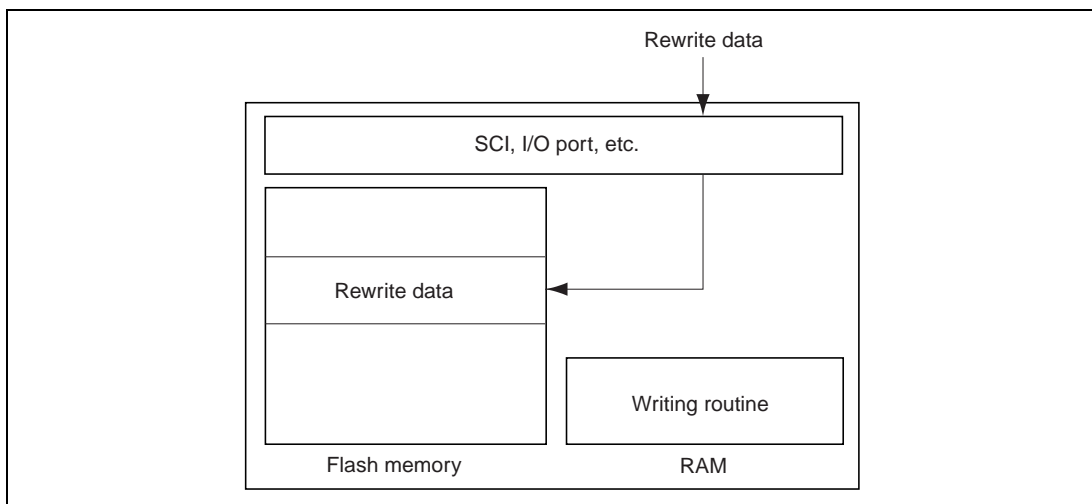 Rewrite data
SCI, I/O port, etc.
Rewrite data
Writing routine
Flash memory
RAM